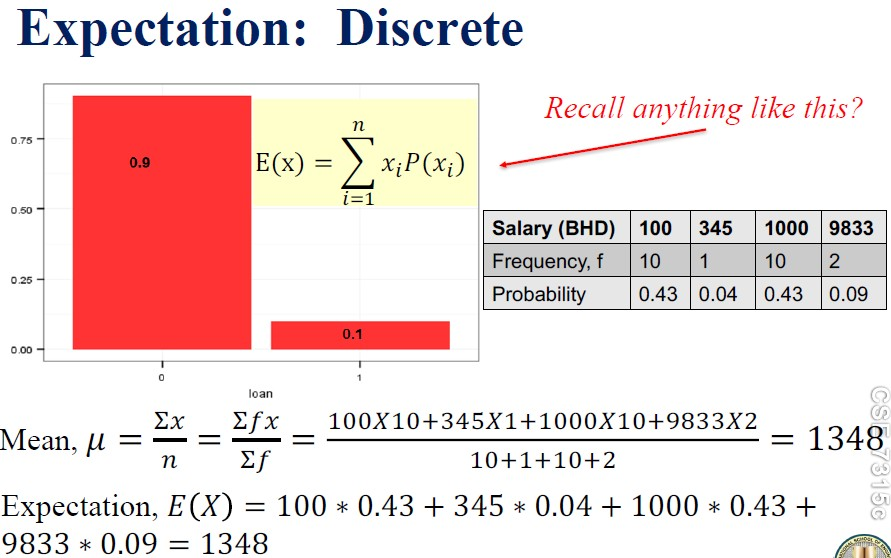 Expectation: Discrete
Recall anything like this?
0.75
0.50
0.25
0.00
0.9
0.1
E(x) = \sum_{i=1}^{n} x_i P(x_i)
0 1
loan
Salary (BHD) 100 345 1000 9833
Frequency, f 10 1 10 2
Probability 0.43 0.04 0.43 0.09
Mean, μ = Σx/n = Σfx/Σf = (100X10+345X1+1000X10+9833X2)/(10+1+10+2) = 1348
Expectation, E(X) = 100 ∗ 0.43 + 345 ∗ 0.04 + 1000 ∗ 0.43 +
9833 ∗ 0.09 = 1348
CSE 7315c